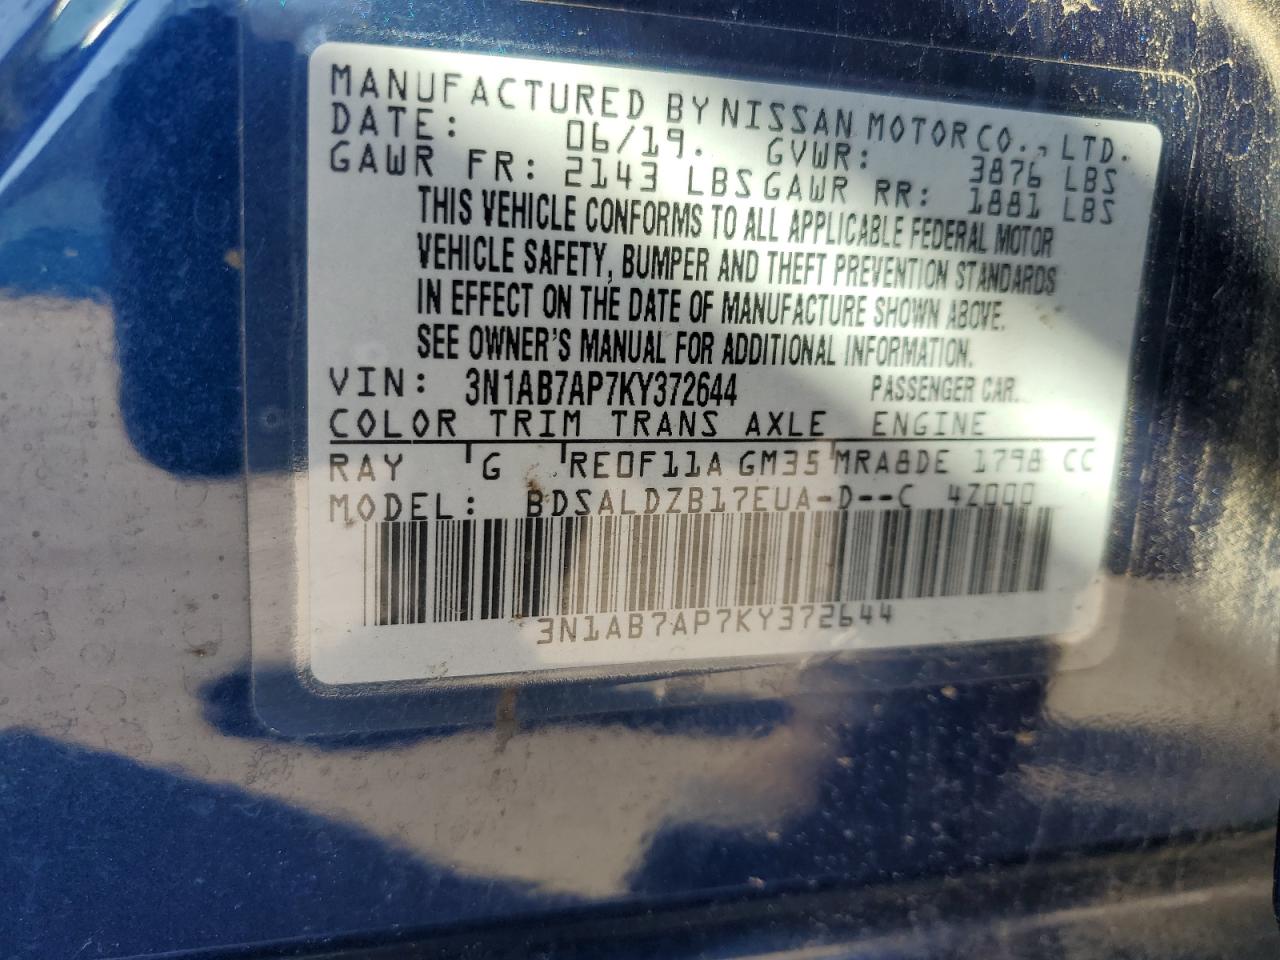 MANUFACTURED BY NISSAN MOTOR CO., LTD.
DATE: 06/19. GVWR: 3876 LBS
GAWR FR: 2143 LBS GAWR RR: 1881 LBS
THIS VEHICLE CONFORMS TO ALL APPLICABLE FEDERAL MOTOR
VEHICLE SAFETY, BUMPER AND THEFT PREVENTION STANDARDS
IN EFFECT ON THE DATE OF MANUFACTURE SHOWN ABOVE.
SEE OWNER'S MANUAL FOR ADDITIONAL INFORMATION.
VIN: 3N1AB7AP7KY372644 PASSENGER CAR.
COLOR TRIM TRANS AXLE ENGINE
RAY G RE0F11A GM35 MRA8DE 1798 CC
MODEL: BDSALDZB17EUA-D--C 4Z000
3N1AB7AP7KY372644